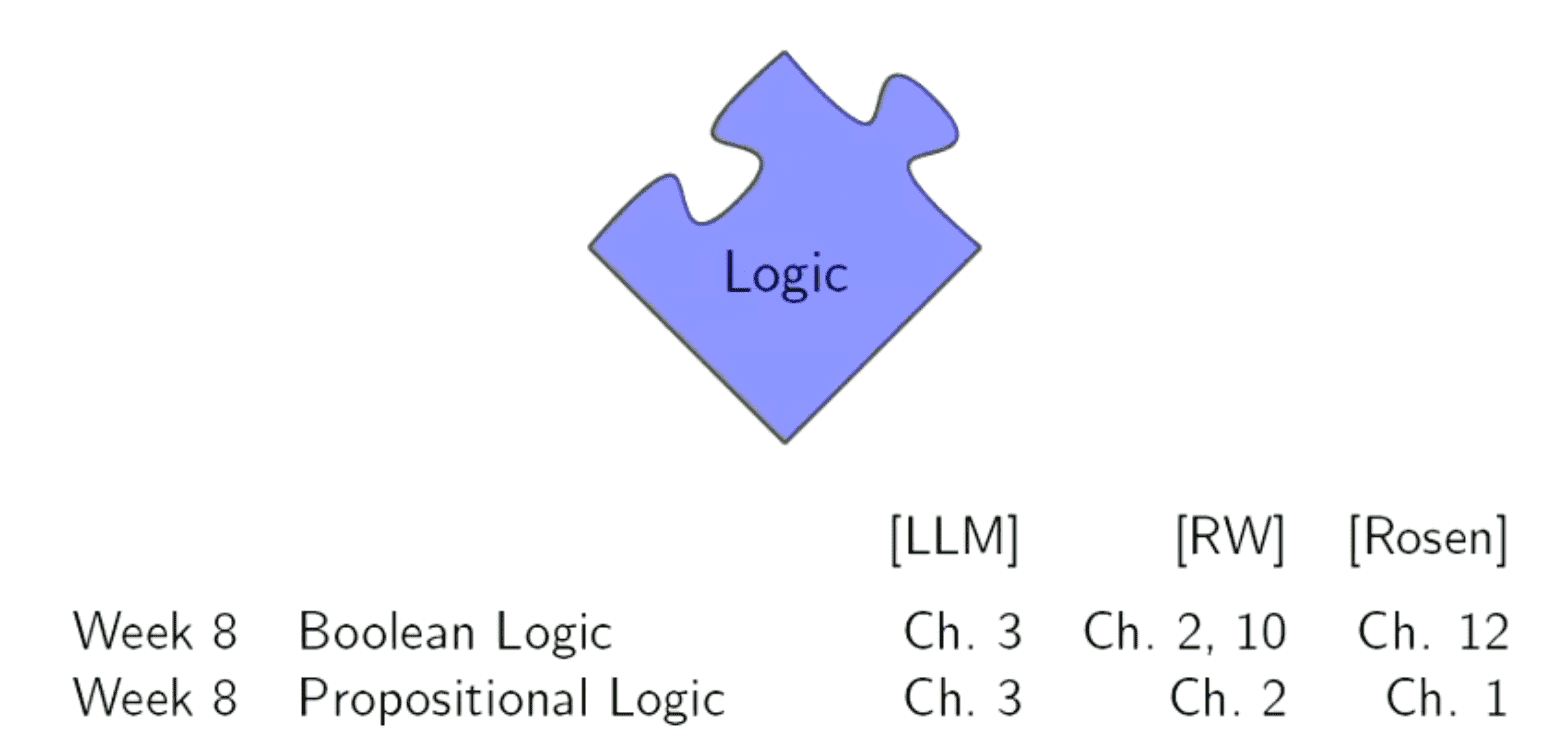 Logic
[LLM] [RW] [Rosen]
Week 8 Boolean Logic Ch. 3 Ch. 2, 10 Ch. 12
Week 8 Propositional Logic Ch. 3 Ch. 2 Ch. 1